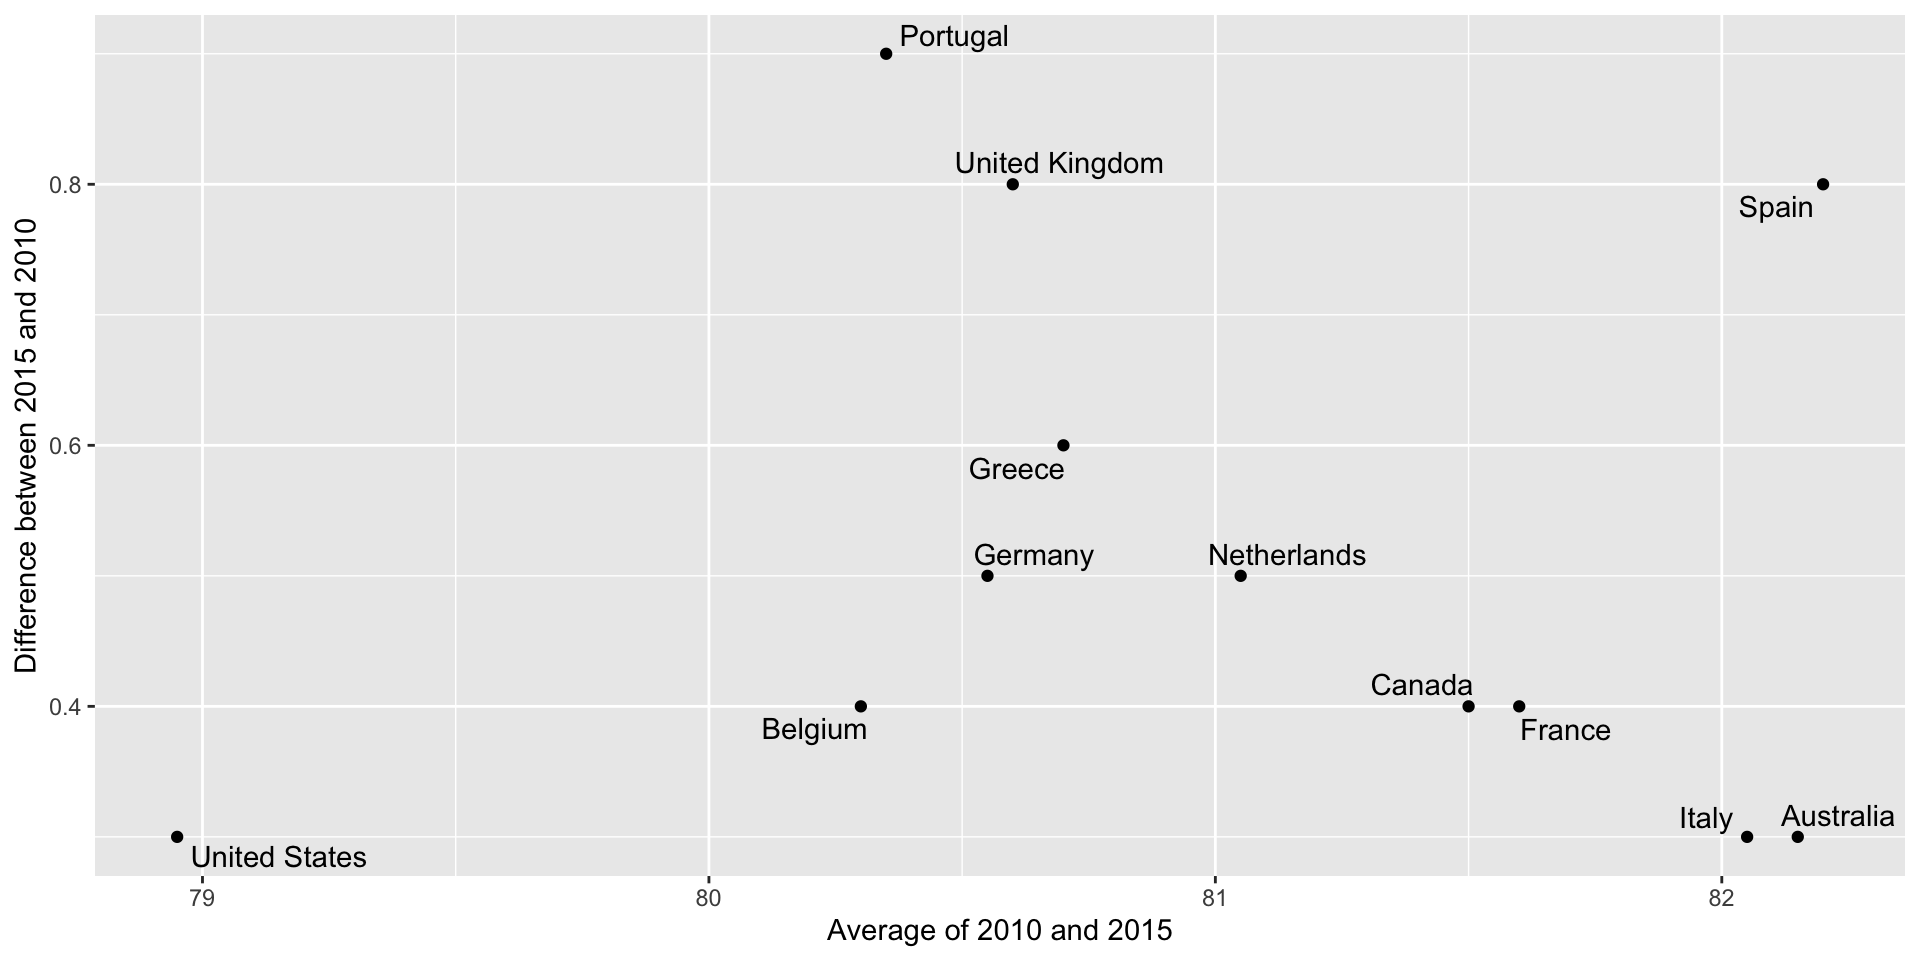 Portugal
United Kingdom
0.8
Spain
Difference between 2015 and 2010
0.6
Greece
Germany
Netherlands
Canada
0.4
Belgium
France
Italy
Australia
United States
79
80
81
82
Average of 2010 and 2015